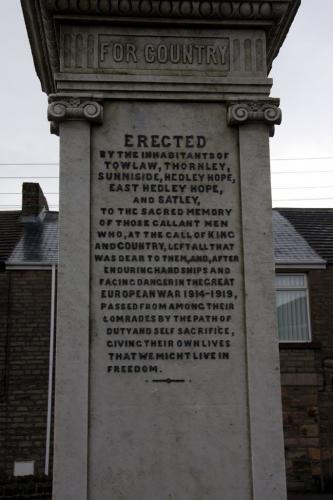 FOR COUNTRY
ERECTED
BY THE INHABITANTS OF
TOWLAW, THORNLEY,
SUNNISIDE, HEDLEY HOPE,
EAST HEDLEY HOPE,
AND SATLEY,
TO THE SACRED MEMORY
OF THOSE GALLANT MEN
WHO, AT THE CALL OF KING
AND COUNTRY, LEFT ALL THAT
WAS DEAR TO THEM, AND, AFTER
ENDURING HARDSHIPS AND
FACING DANGER IN THE GREAT
EUROPEAN WAR 1914-1919,
PASSED FROM AMONG THEIR
COMRADES BY THE PATH OF
DUTY AND SELF SACRIFICE,
GIVING THEIR OWN LIVES
THAT WE MIGHT LIVE IN
FREEDOM.